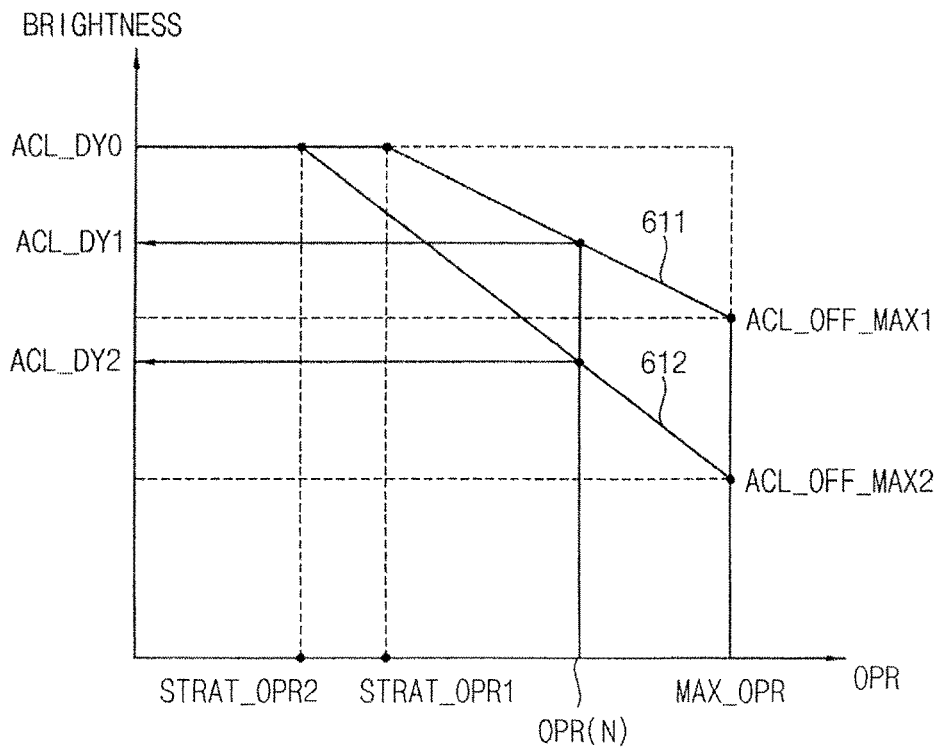 BRIGHTNESS
ACL_DY0
ACL_DY1
611
ACL_OFF_MAX1
ACL_DY2
612
ACL_OFF_MAX2
STRAT_OPR2
STRAT_OPR1
MAX_OPR
OPR
OPR(N)